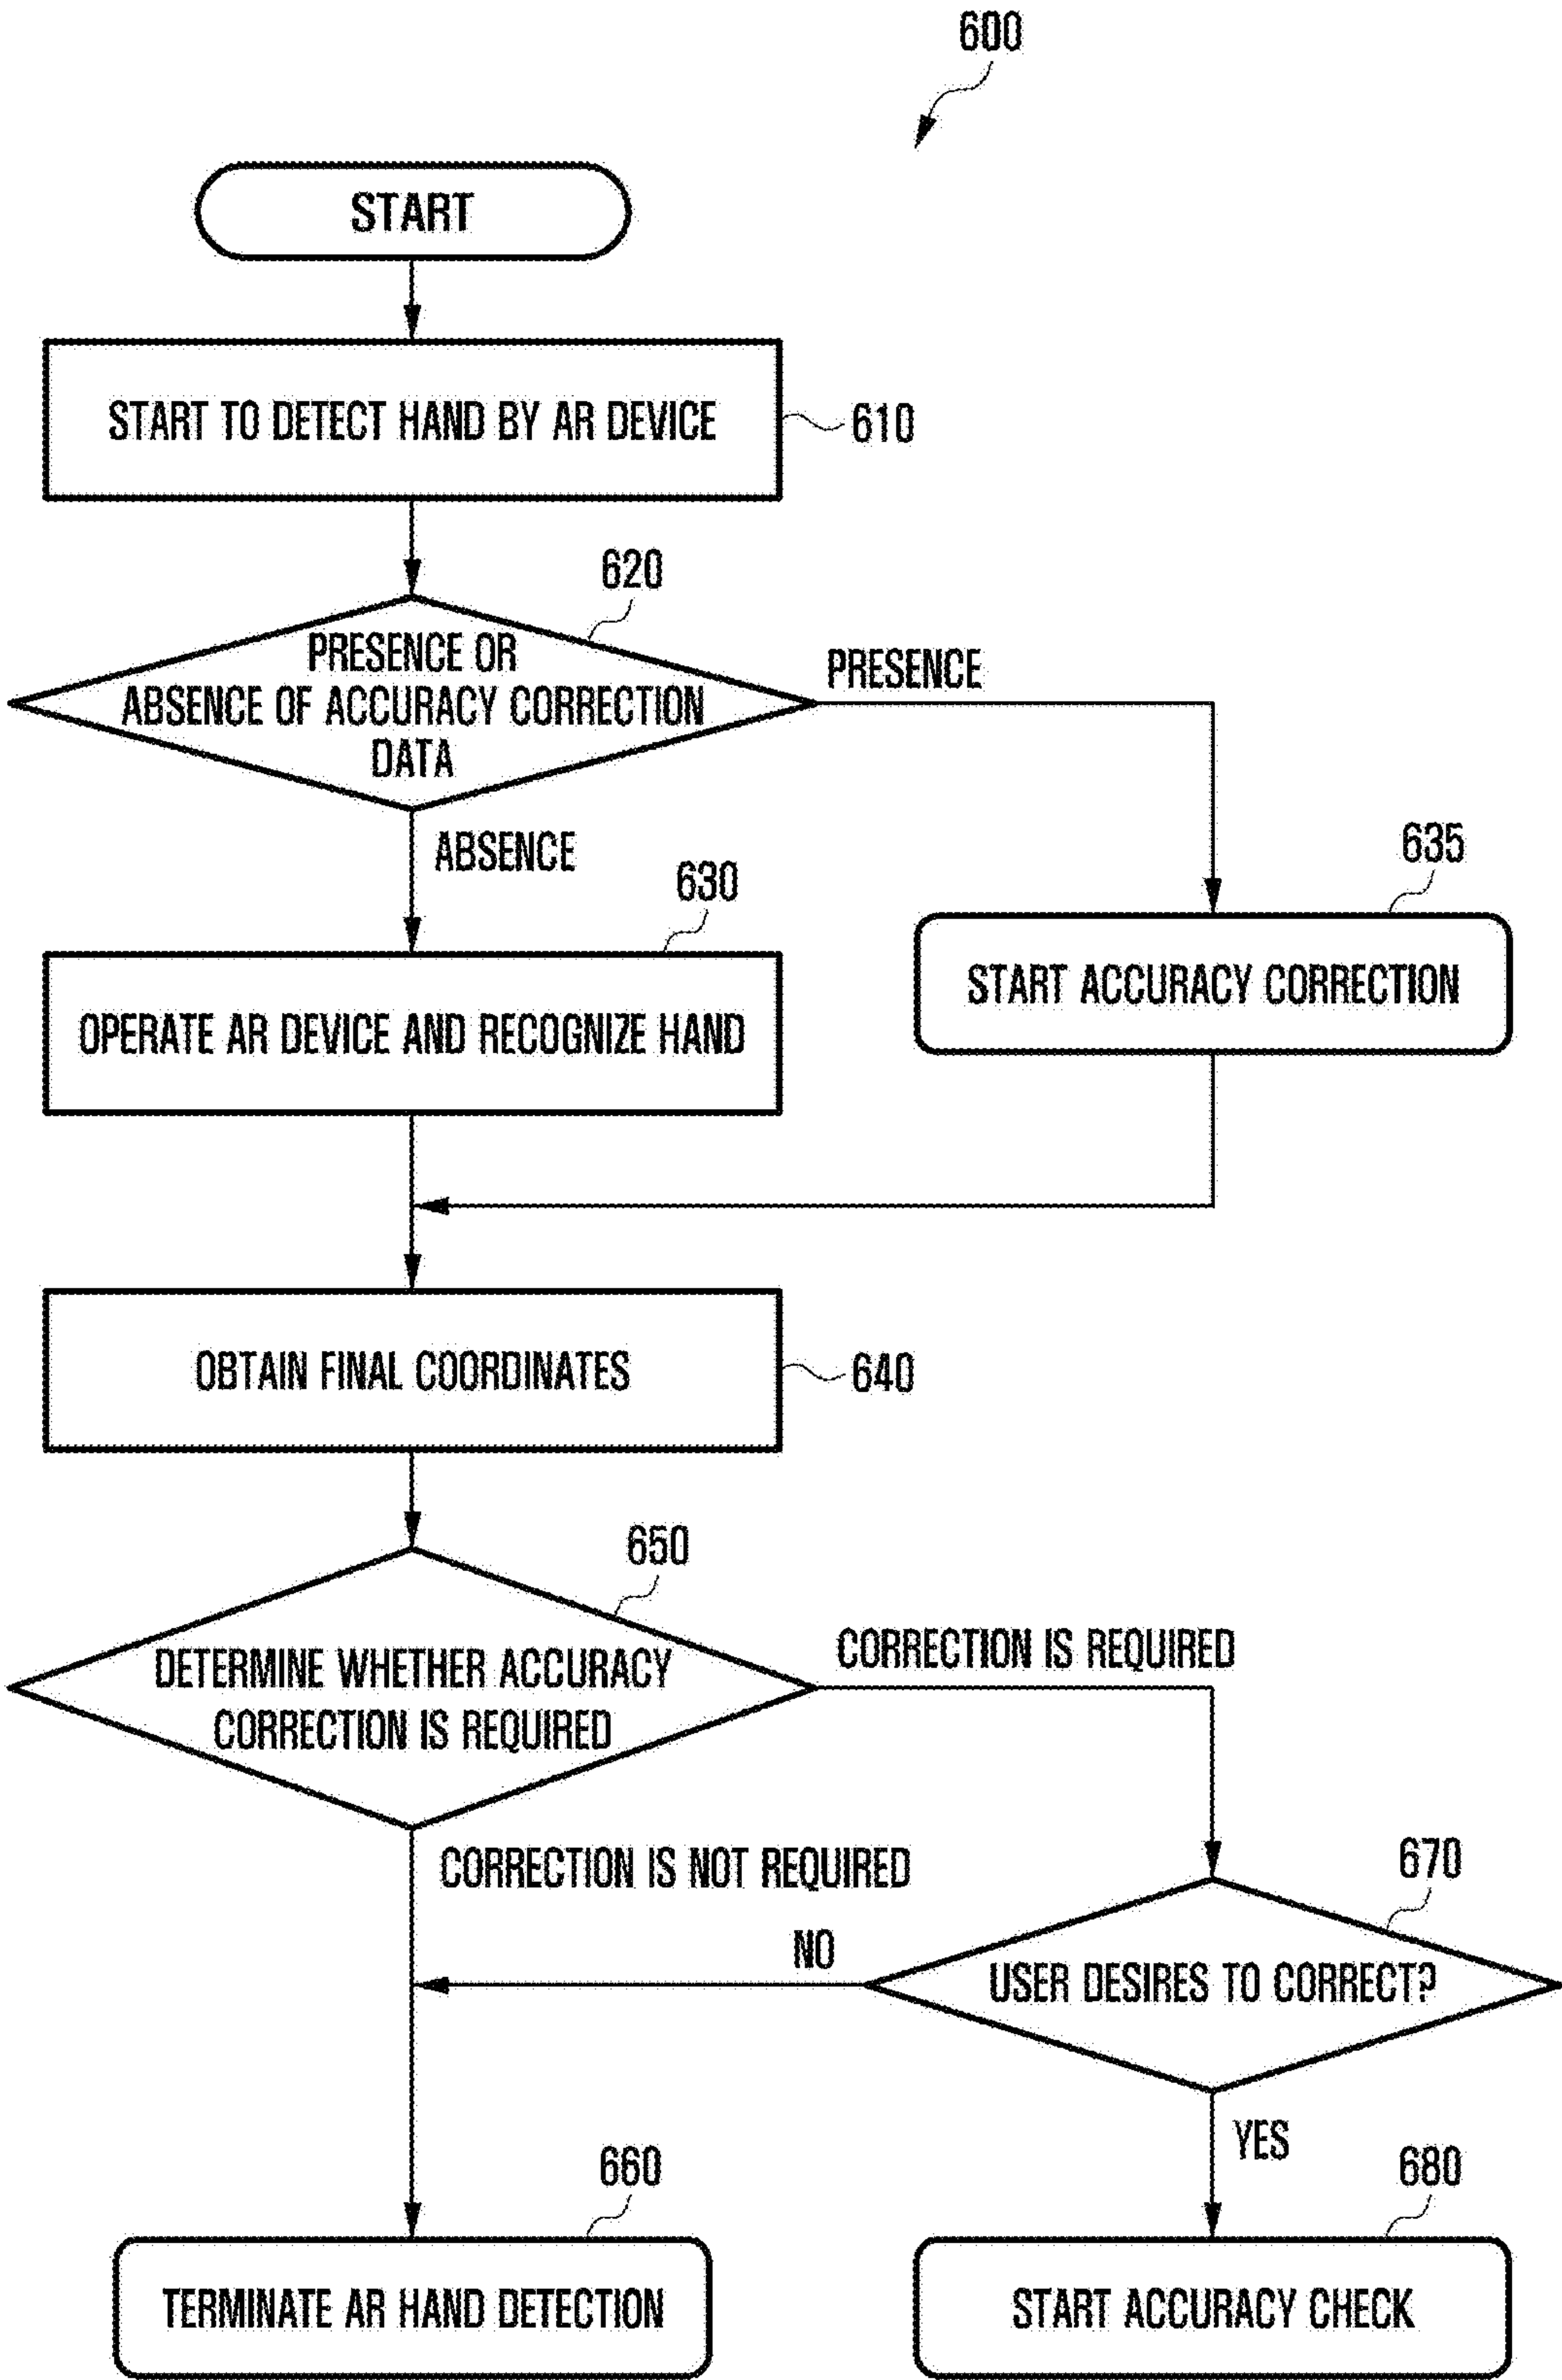 600
START
START TO DETECT HAND BY AR DEVICE
610
620
PRESENCE OR
ABSENCE OF ACCURACY CORRECTION
DATA
PRESENCE
ABSENCE
630
635
OPERATE AR DEVICE AND RECOGNIZE HAND
START ACCURACY CORRECTION
OBTAIN FINAL COORDINATES
640
650
DETERMINE WHETHER ACCURACY
CORRECTION IS REQUIRED
CORRECTION IS REQUIRED
CORRECTION IS NOT REQUIRED
670
NO
USER DESIRES TO CORRECT?
YES
660
680
TERMINATE AR HAND DETECTION
START ACCURACY CHECK